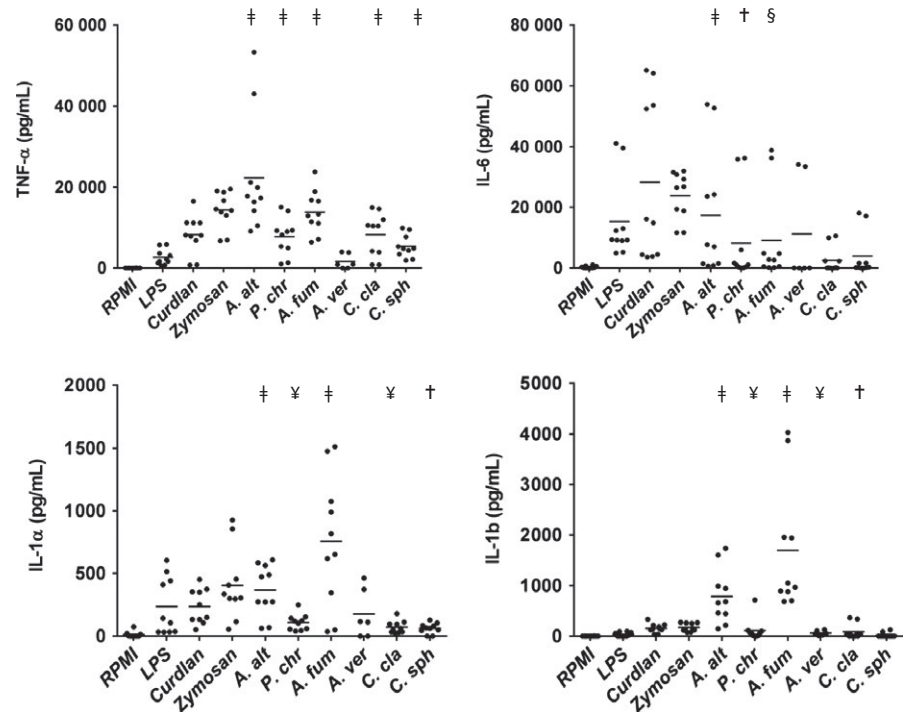 ‡ ‡ ‡ ‡ ‡
60 000
40 000
20 000
0
TNF-α (pg/mL)
RPMI
LPS
Curdlan
Zymosan
A. alt
P. chr
A. fum
A. ver
C. cla
C. sph
‡ † §
80 000
60 000
40 000
20 000
0
IL-6 (pg/mL)
RPMI
LPS
Curdlan
Zymosan
A. alt
P. chr
A. fum
A. ver
C. cla
C. sph
‡ ¥ ‡ ¥ †
2000
1500
1000
500
0
IL-1α (pg/mL)
RPMI
LPS
Curdlan
Zymosan
A. alt
P. chr
A. fum
A. ver
C. cla
C. sph
‡ ¥ ‡ ¥ †
5000
4000
3000
2000
1000
0
IL-1b (pg/mL)
RPMI
LPS
Curdlan
Zymosan
A. alt
P. chr
A. fum
A. ver
C. cla
C. sph